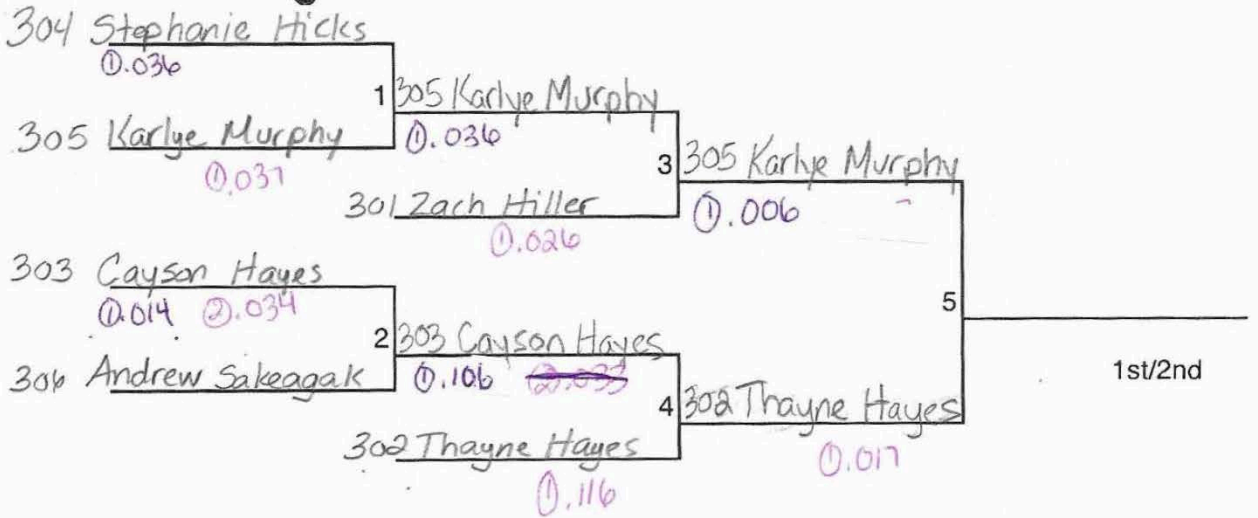 304 Stephanie Hicks
①.036
1 305 Karlye Murphy
305 Karlye Murphy ①.036
①.037
3 305 Karlye Murphy
301 Zach Hiller ①.006
①.026
303 Cayson Hayes
①.014 ②.034
5
2 303 Cayson Hayes
306 Andrew Sakeagak ①.106 ②.033
1st/2nd
4 302 Thayne Hayes
302 Thayne Hayes
①.017
①.116